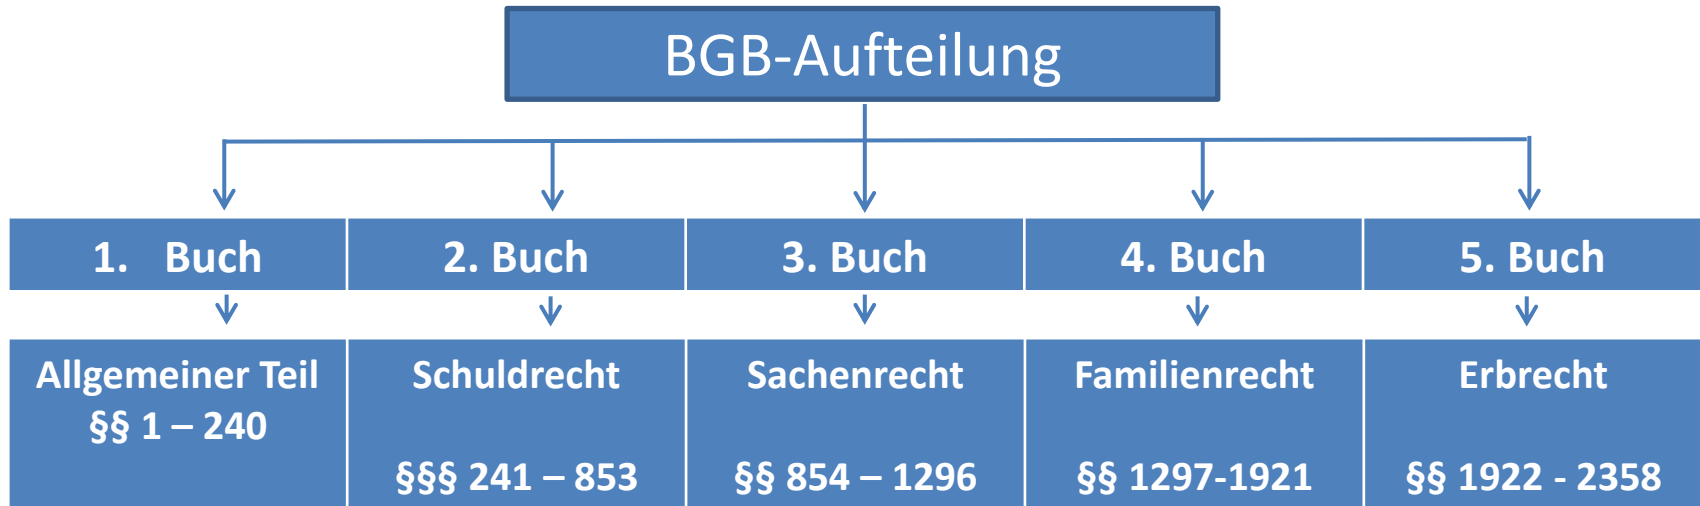 BGB-Aufteilung
1. Buch
2. Buch
3. Buch
4. Buch
5. Buch
Allgemeiner Teil
§§ 1 – 240
Schuldrecht
§§§ 241 – 853
Sachenrecht
§§ 854 – 1296
Familienrecht
§§ 1297-1921
Erbrecht
§§ 1922 - 2358